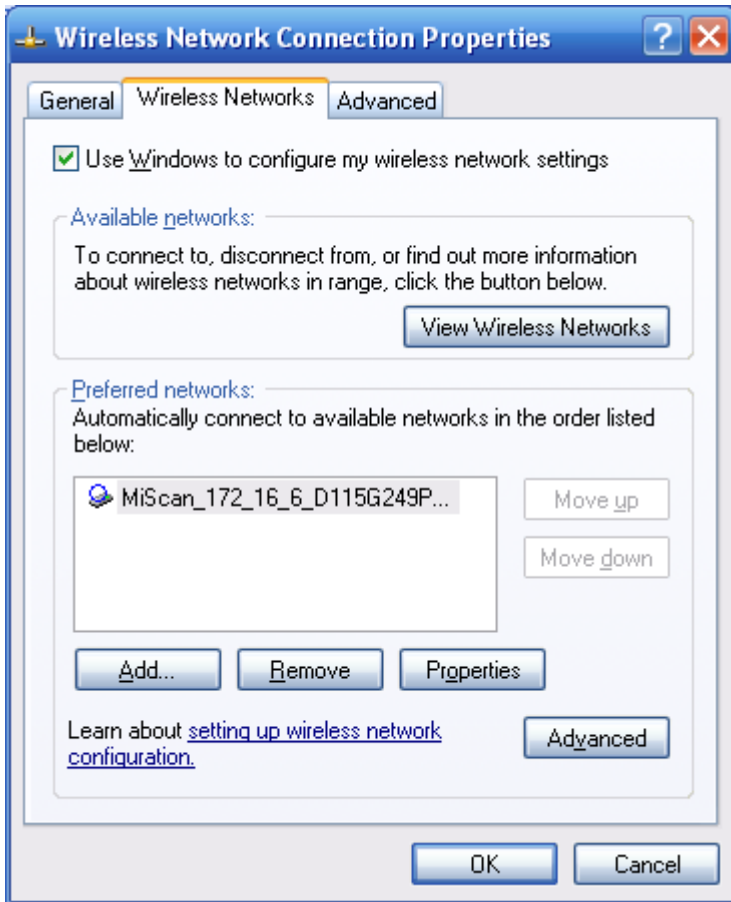 Wireless Network Connection Properties
General Wireless Networks Advanced
Use Windows to configure my wireless network settings
Available networks:
To connect to, disconnect from, or find out more information
about wireless networks in range, click the button below.
View Wireless Networks
Preferred networks:
Automatically connect to available networks in the order listed
below:
MiScan_172_16_6_D115G249P...
Move up
Move down
Add... Remove Properties
Learn about setting up wireless network
configuration.
Advanced
OK Cancel